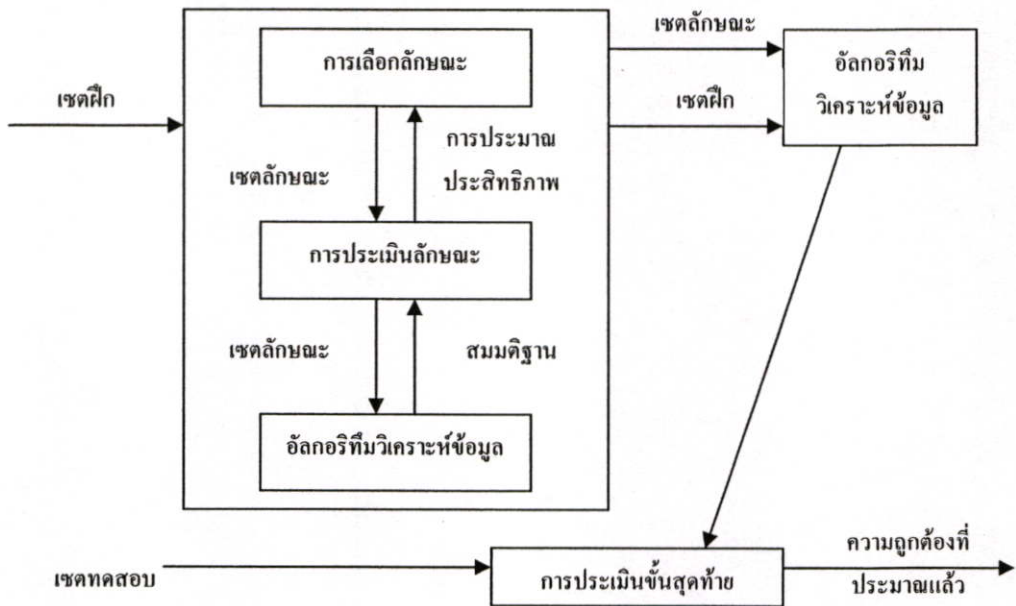 เซตลักษณะ
การเลือกลักษณะ
อัลกอริทึม
วิเคราะห์ข้อมูล
เซตฝึก
เซตฝึก
การประมาณ
ประสิทธิภาพ
เซตลักษณะ
การประเมินลักษณะ
เซตลักษณะ
สมมติฐาน
อัลกอริทึมวิเคราะห์ข้อมูล
ความถูกต้องที่
เซตทดสอบ
การประเมินขั้นสุดท้าย
ประมาณแล้ว